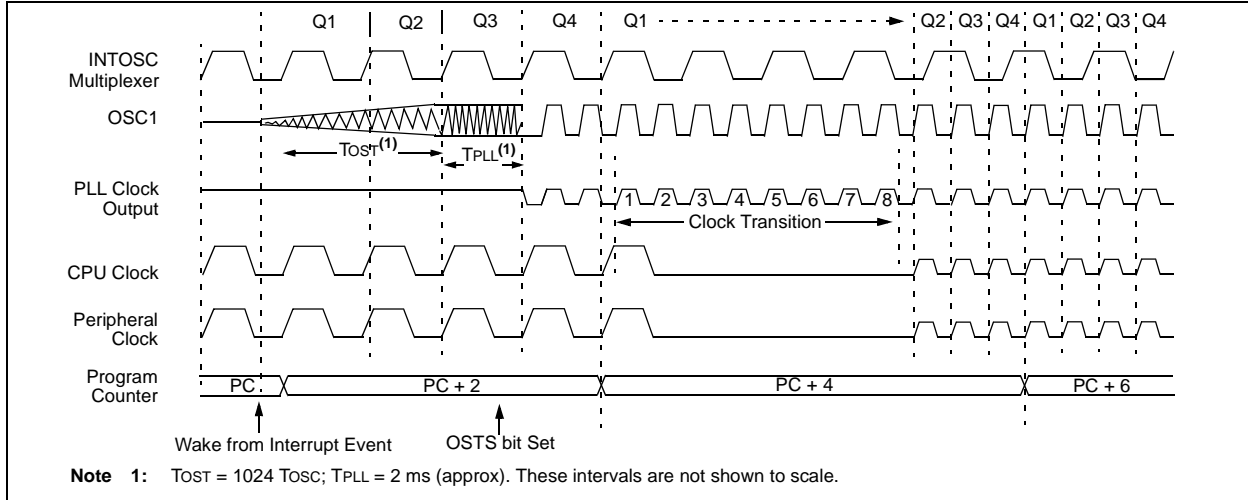 Q1 Q2 Q3 Q4 Q1 Q2 Q3 Q4 Q1 Q2 Q3 Q4
INTOSC
Multiplexer
OSC1
TOST(1)
TPLL(1)
PLL Clock
Output
1 2 3 4 5 6 7 8
Clock Transition
CPU Clock
Peripheral
Clock
Program
Counter
PC PC + 2 PC + 4 PC + 6
Wake from Interrupt Event OSTS bit Set
Note 1: TOST = 1024 TOSC; TPLL = 2 ms (approx). These intervals are not shown to scale.